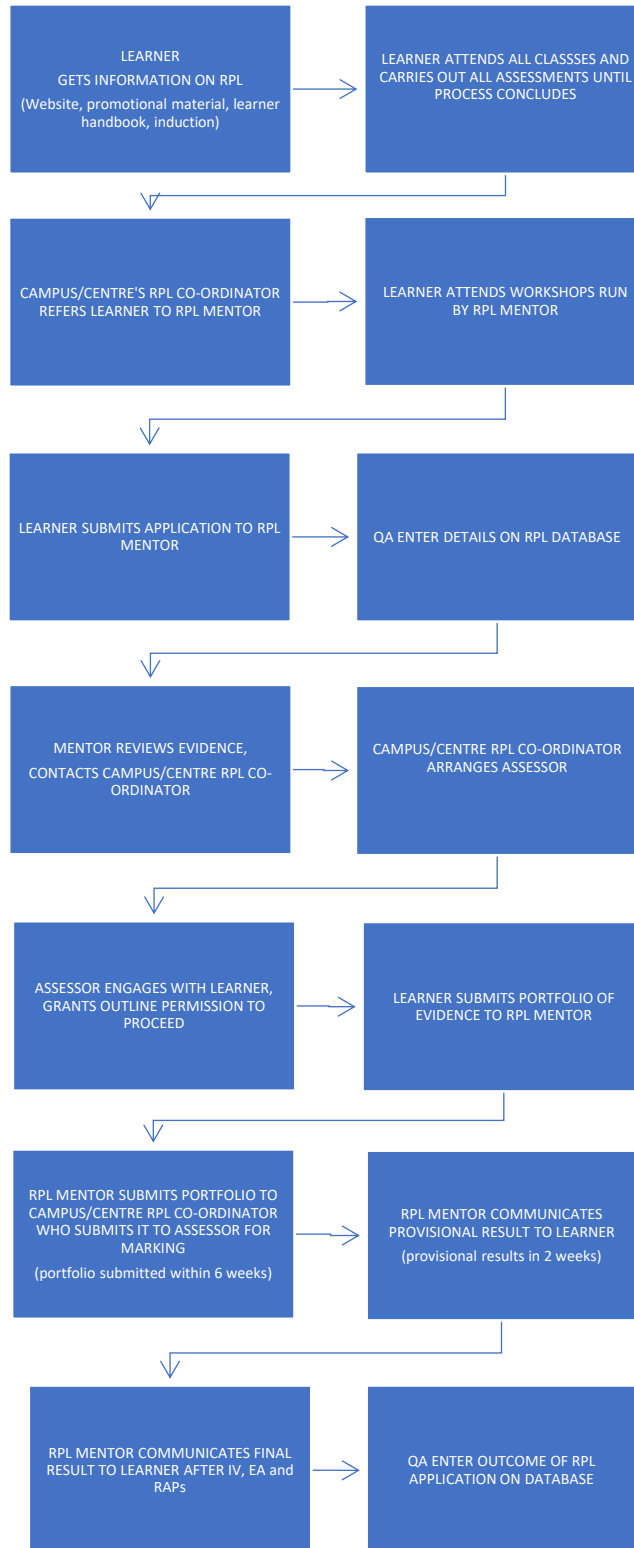 LEARNER
GETS INFORMATION ON RPL
(Website, promotional material, learner
handbook, induction)
LEARNER ATTENDS ALL CLASSSES AND
CARRIES OUT ALL ASSESSMENTS UNTIL
PROCESS CONCLUDES
CAMPUS/CENTRE'S RPL CO-ORDINATOR
REFERS LEARNER TO RPL MENTOR
LEARNER ATTENDS WORKSHOPS RUN
BY RPL MENTOR
LEARNER SUBMITS APPLICATION TO RPL
MENTOR
QA ENTER DETAILS ON RPL DATABASE
MENTOR REVIEWS EVIDENCE,
CONTACTS CAMPUS/CENTRE RPL CO-
ORDINATOR
CAMPUS/CENTRE RPL CO-ORDINATOR
ARRANGES ASSESSOR
ASSESSOR ENGAGES WITH LEARNER,
GRANTS OUTLINE PERMISSION TO
PROCEED
LEARNER SUBMITS PORTFOLIO OF
EVIDENCE TO RPL MENTOR
RPL MENTOR SUBMITS PORTFOLIO TO
CAMPUS/CENTRE RPL CO-ORDINATOR
WHO SUBMITS IT TO ASSESSOR FOR
MARKING
(portfolio submitted within 6 weeks)
RPL MENTOR COMMUNICATES
PROVISIONAL RESULT TO LEARNER
(provisional results in 2 weeks)
RPL MENTOR COMMUNICATES FINAL
RESULT TO LEARNER AFTER IV, EA and
RAPs
QA ENTER OUTCOME OF RPL
APPLICATION ON DATABASE